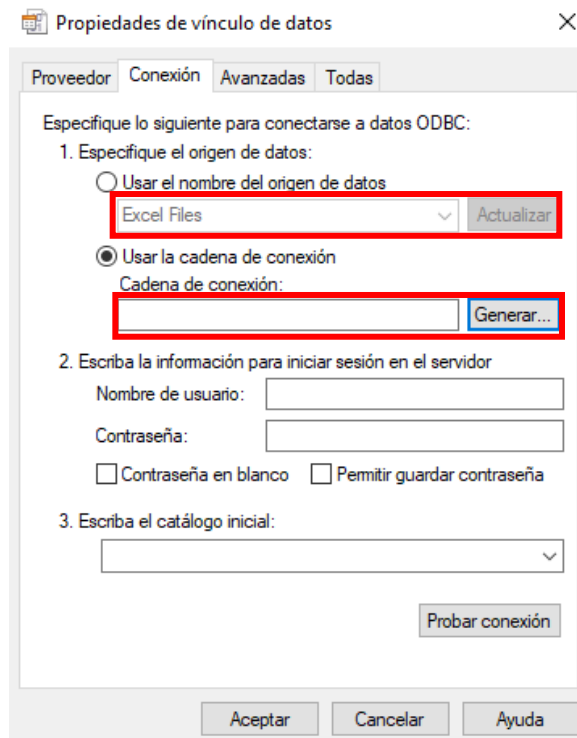 Propiedades de vínculo de datos
Proveedor Conexión Avanzadas Todas
Especifique lo siguiente para conectarse a datos ODBC:
1. Especifique el origen de datos:
Usar el nombre del origen de datos
Excel Files Actualizar
Usar la cadena de conexión
Cadena de conexión:
Generar...
2. Escriba la información para iniciar sesión en el servidor
Nombre de usuario:
Contraseña:
Contraseña en blanco Permitir guardar contraseña
3. Escriba el catálogo inicial:
Probar conexión
Aceptar Cancelar Ayuda